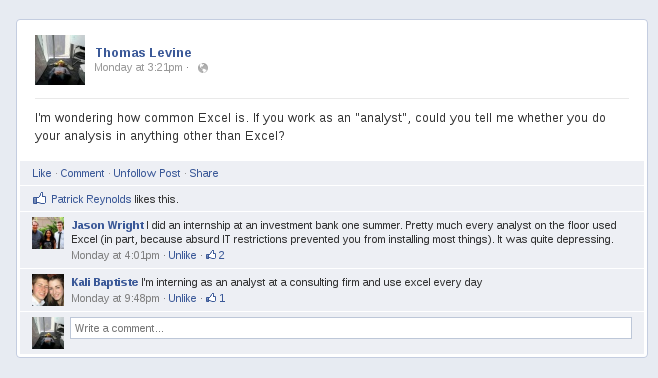 Thomas Levine
Monday at 3:21pm ·
I'm wondering how common Excel is. If you work as an "analyst", could you tell me whether you do
your analysis in anything other than Excel?
Like · Comment · Unfollow Post · Share
Patrick Reynolds likes this.
Jason Wright I did an internship at an investment bank one summer. Pretty much every analyst on the floor used
Excel (in part, because absurd IT restrictions prevented you from installing most things). It was quite depressing.
Monday at 4:01pm · Unlike · 2
Kali Baptiste I'm interning as an analyst at a consulting firm and use excel every day
Monday at 9:48pm · Unlike · 1
Write a comment...